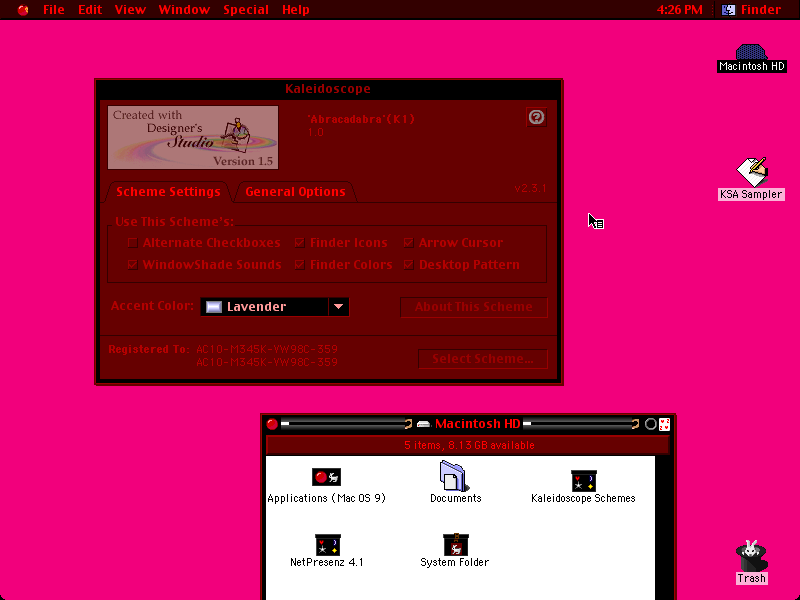 File Edit View Window Special Help 4:26 PM Finder
Macintosh HD
KSA Sampler
Trash
Kaleidoscope
Created with
Designer's
Studio
Version 1.5
"Abracadabra"(K1)
1.0
v2.3.1
Scheme Settings General Options
Use This Scheme's:
Alternate Checkboxes Finder Icons Arrow Cursor
WindowShade Sounds Finder Colors Desktop Pattern
Accent Color: Lavender About This Scheme
Registered To: ACIO-M345K-YW98C-359
ACIO-M345K-YW98C-359
Select Scheme...
Macintosh HD
5 items, 8.13 GB available
Applications (Mac OS 9) Documents Kaleidoscope Schemes
NetPresenz 4.1 System Folder